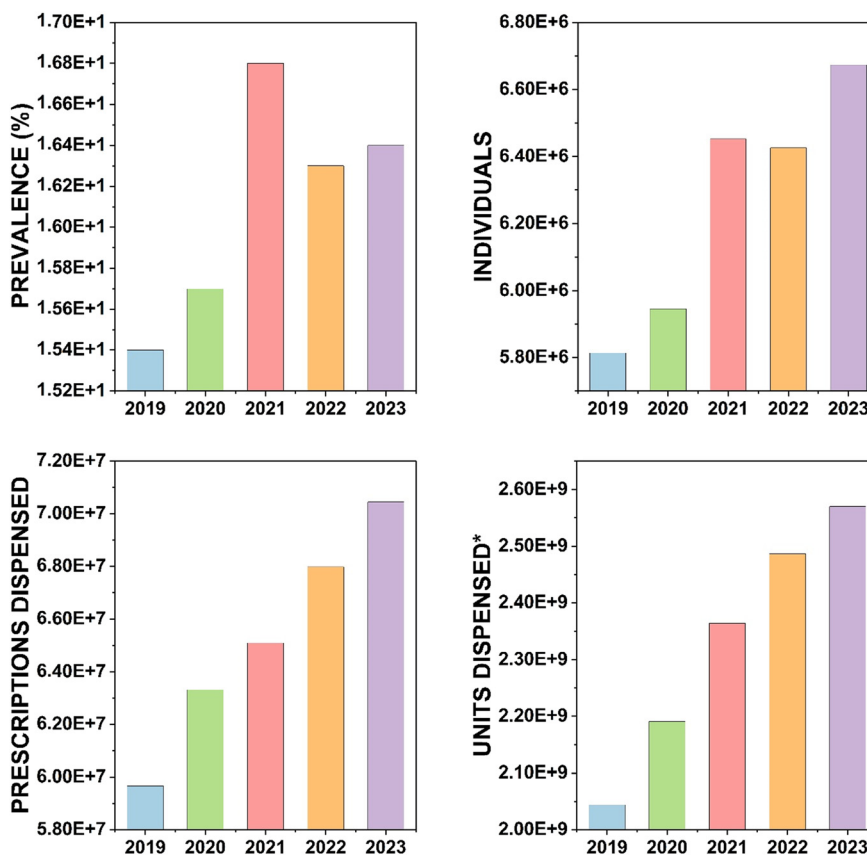 PREVALENCE (%)
1.70E+1
1.68E+1
1.66E+1
1.64E+1
1.62E+1
1.60E+1
1.58E+1
1.56E+1
1.54E+1
1.52E+1
2019 2020 2021 2022 2023
INDIVIDUALS
6.80E+6
6.60E+6
6.40E+6
6.20E+6
6.00E+6
5.80E+6
2019 2020 2021 2022 2023
PRESCRIPTIONS DISPENSED
7.20E+7
7.00E+7
6.80E+7
6.60E+7
6.40E+7
6.20E+7
6.00E+7
5.80E+7
2019 2020 2021 2022 2023
UNITS DISPENSED*
2.60E+9
2.50E+9
2.40E+9
2.30E+9
2.20E+9
2.10E+9
2.00E+9
2019 2020 2021 2022 2023